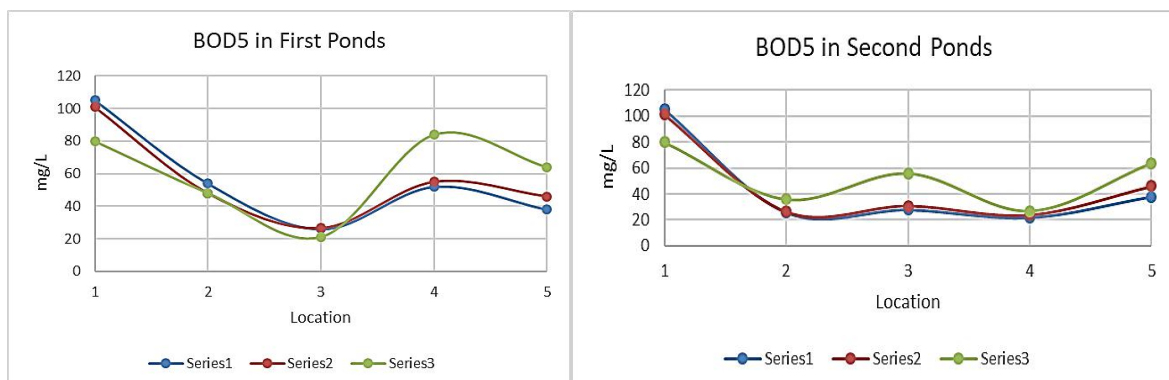 BOD5 in First Ponds
mg/L
120
100
80
60
40
20
0
1 2 3 4 5
Location
Series1 Series2 Series3
BOD5 in Second Ponds
mg/L
120
100
80
60
40
20
0
1 2 3 4 5
Location
Series1 Series2 Series3